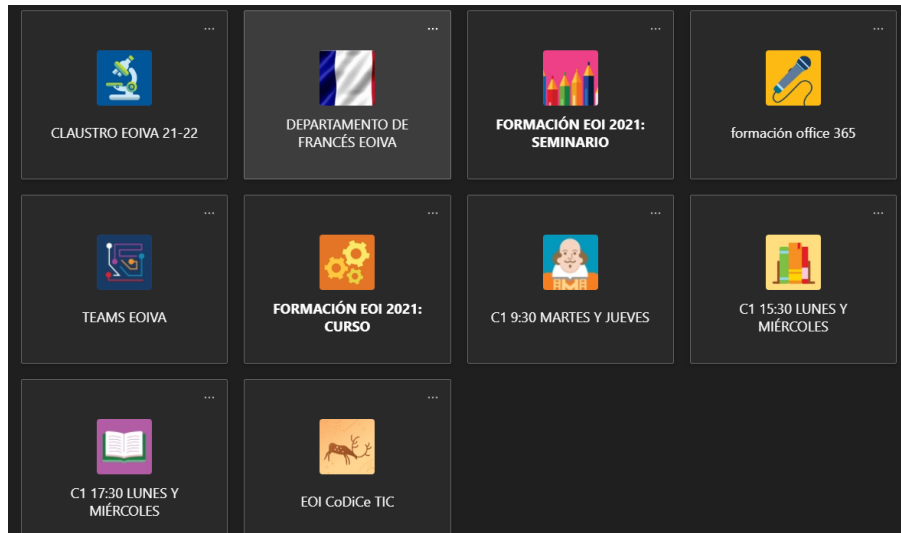 CLAUSTRO EOIVA 21-22
DEPARTAMENTO DE
FRANCÉS EOIVA
FORMACIÓN EOI 2021:
SEMINARIO
formación office 365
TEAMS EOIVA
FORMACIÓN EOI 2021:
CURSO
C1 9:30 MARTES Y JUEVES
C1 15:30 LUNES Y
MIÉRCOLES
C1 17:30 LUNES Y
MIÉRCOLES
EOI CoDiCe TIC